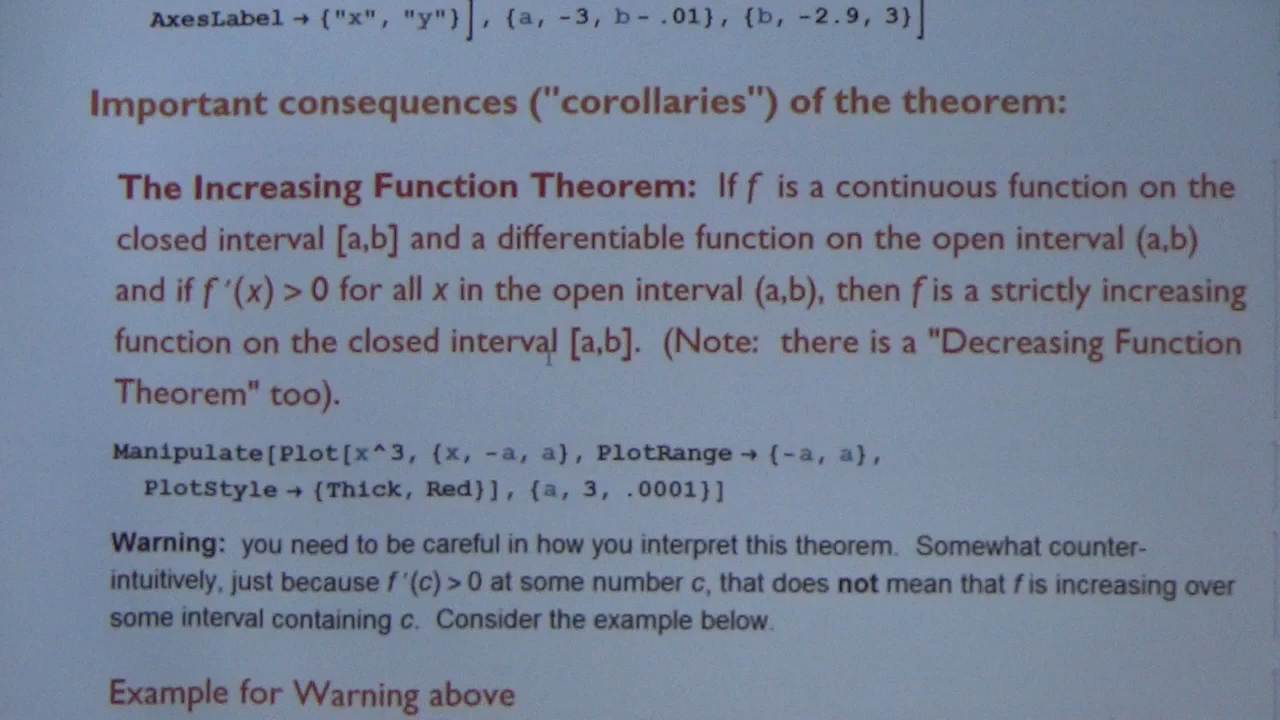 AxesLabel → {"x", "y"}], {a, -3, b - .01}, {b, -2.9, 3}]
Important consequences ("corollaries") of the theorem:
The Increasing Function Theorem: If f is a continuous function on the
closed interval [a,b] and a differentiable function on the open interval (a,b)
and if f ′(x) > 0 for all x in the open interval (a,b), then f is a strictly increasing
function on the closed interval [a,b]. (Note: there is a "Decreasing Function
Theorem" too).
Manipulate[Plot[x^3, {x, -a, a}, PlotRange → {-a, a},
PlotStyle → {Thick, Red}], {a, 3, .0001}]
Warning: you need to be careful in how you interpret this theorem. Somewhat counter-
intuitively, just because f ′(c) > 0 at some number c, that does not mean that f is increasing over
some interval containing c. Consider the example below.
Example for Warning above